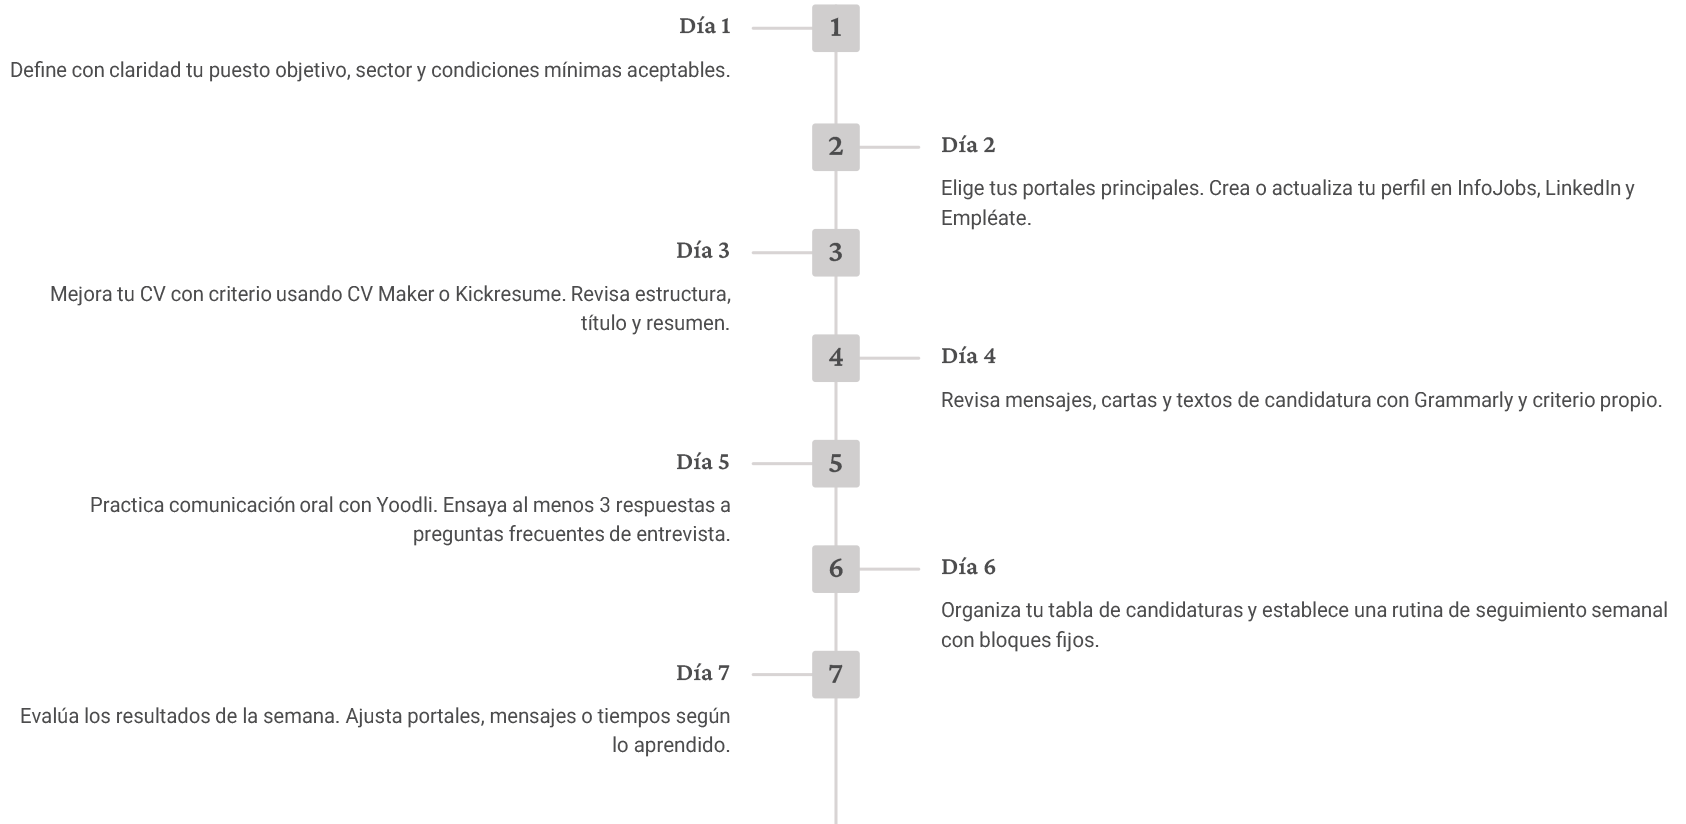 Día 1
1
Define con claridad tu puesto objetivo, sector y condiciones mínimas aceptables.
2
Día 2
Elige tus portales principales. Crea o actualiza tu perfil en InfoJobs, LinkedIn y
Empléate.
Día 3
3
Mejora tu CV con criterio usando CV Maker o Kickresume. Revisa estructura,
título y resumen.
4
Día 4
Revisa mensajes, cartas y textos de candidatura con Grammarly y criterio propio.
Día 5
5
Practica comunicación oral con Yoodli. Ensaya al menos 3 respuestas a
preguntas frecuentes de entrevista.
6
Día 6
Organiza tu tabla de candidaturas y establece una rutina de seguimiento semanal
con bloques fijos.
Día 7
7
Evalúa los resultados de la semana. Ajusta portales, mensajes o tiempos según
lo aprendido.